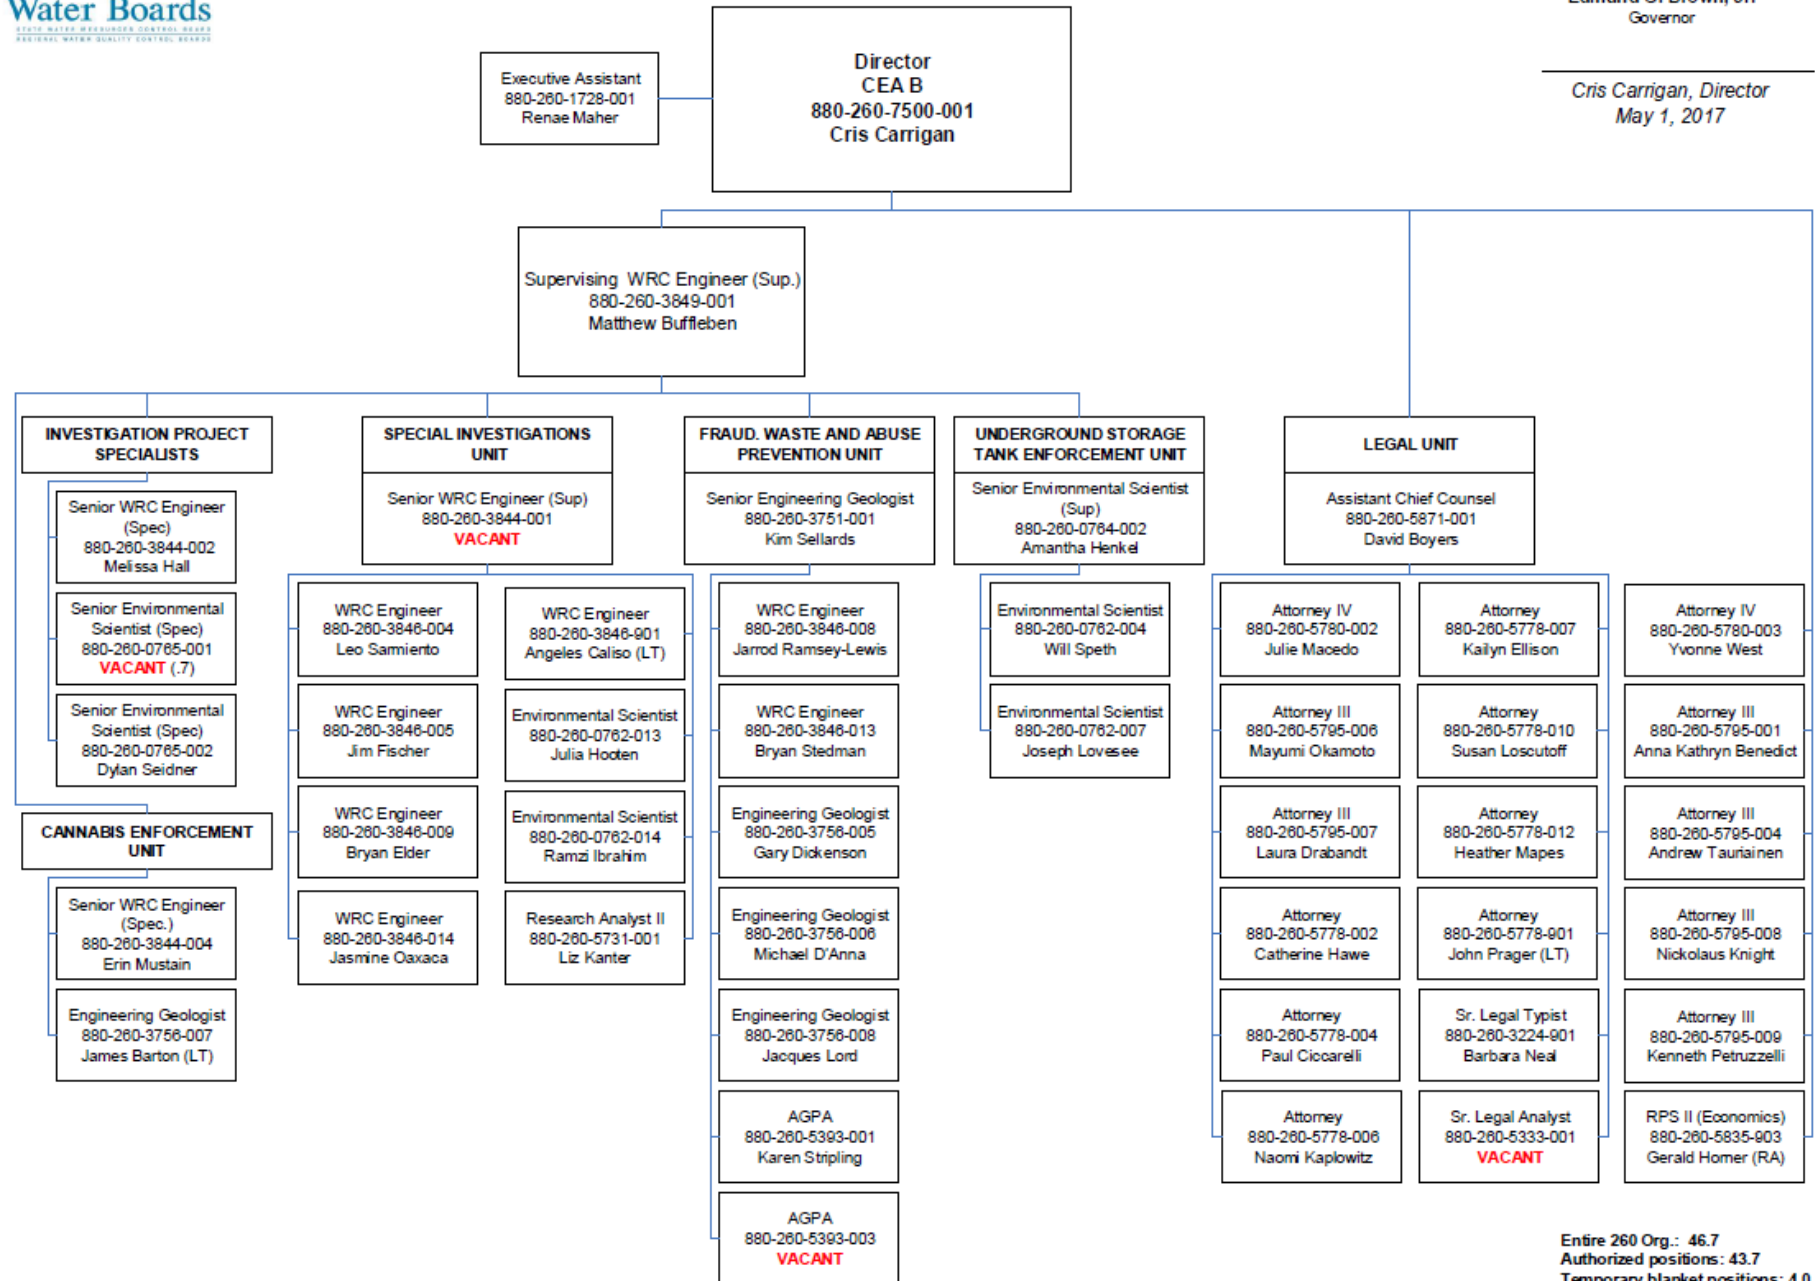 Water Boards
STATE WATER RESOURCES CONTROL BOARD
REGIONAL WATER QUALITY CONTROL BOARDS
Governor
Cris Carrigan, Director
May 1, 2017
Executive Assistant
880-260-1728-001
Renae Maher
Director
CEA B
880-260-7500-001
Cris Carrigan
Supervising WRC Engineer (Sup.)
880-260-3849-001
Matthew Buffleben
INVESTIGATION PROJECT
SPECIALISTS
Senior WRC Engineer
(Spec)
880-260-3844-002
Melissa Hall
Senior Environmental
Scientist (Spec)
880-260-0765-001
VACANT (.7)
Senior Environmental
Scientist (Spec)
880-260-0765-002
Dylan Seidner
CANNABIS ENFORCEMENT
UNIT
Senior WRC Engineer
(Spec.)
880-260-3844-004
Erin Mustain
Engineering Geologist
880-260-3756-007
James Barton (LT)
SPECIAL INVESTIGATIONS
UNIT
Senior WRC Engineer (Sup)
880-260-3844-001
VACANT
WRC Engineer
880-260-3846-004
Leo Sarmiento
WRC Engineer
880-260-3846-005
Jim Fischer
WRC Engineer
880-260-3846-009
Bryan Elder
WRC Engineer
880-260-3846-014
Jasmine Oaxaca
WRC Engineer
880-260-3846-901
Angeles Caliso (LT)
Environmental Scientist
880-260-0762-013
Julia Hooten
Environmental Scientist
880-260-0762-014
Ramzi Ibrahim
Research Analyst II
880-260-5731-001
Liz Kanter
FRAUD. WASTE AND ABUSE
PREVENTION UNIT
Senior Engineering Geologist
880-260-3751-001
Kim Sellards
WRC Engineer
880-260-3846-008
Jarrod Ramsey-Lewis
WRC Engineer
880-260-3846-013
Bryan Stedman
Engineering Geologist
880-260-3756-005
Gary Dickenson
Engineering Geologist
880-260-3756-006
Michael D'Anna
Engineering Geologist
880-260-3756-008
Jacques Lord
AGPA
880-260-5393-001
Karen Stripling
AGPA
880-260-5393-003
VACANT
UNDERGROUND STORAGE
TANK ENFORCEMENT UNIT
Senior Environmental Scientist
(Sup)
880-260-0764-002
Amantha Henkel
Environmental Scientist
880-260-0762-004
Will Speth
Environmental Scientist
880-260-0762-007
Joseph Lovesee
LEGAL UNIT
Assistant Chief Counsel
880-260-5871-001
David Boyers
Attorney IV
880-260-5780-002
Julie Macedo
Attorney III
880-260-5795-006
Mayumi Okamoto
Attorney III
880-260-5795-007
Laura Drabandt
Attorney
880-260-5778-002
Catherine Hawe
Attorney
880-260-5778-004
Paul Ciccarelli
Attorney
880-260-5778-006
Naomi Kaplowitz
Attorney
880-260-5778-007
Kailyn Ellison
Attorney
880-260-5778-010
Susan Loscutoff
Attorney
880-260-5778-012
Heather Mapes
Attorney
880-260-5778-901
John Prager (LT)
Sr. Legal Typist
880-260-3224-901
Barbara Neal
Sr. Legal Analyst
880-260-5333-001
VACANT
Attorney IV
880-260-5780-003
Yvonne West
Attorney III
880-260-5795-001
Anna Kathryn Benedict
Attorney III
880-260-5795-004
Andrew Tauriainen
Attorney III
880-260-5795-008
Nickolaus Knight
Attorney III
880-260-5795-009
Kenneth Petruzzelli
RPS II (Economics)
880-260-5835-903
Gerald Horner (RA)
Entire 260 Org.: 46.7
Authorized positions: 43.7
Temporary blanket positions: 4.0